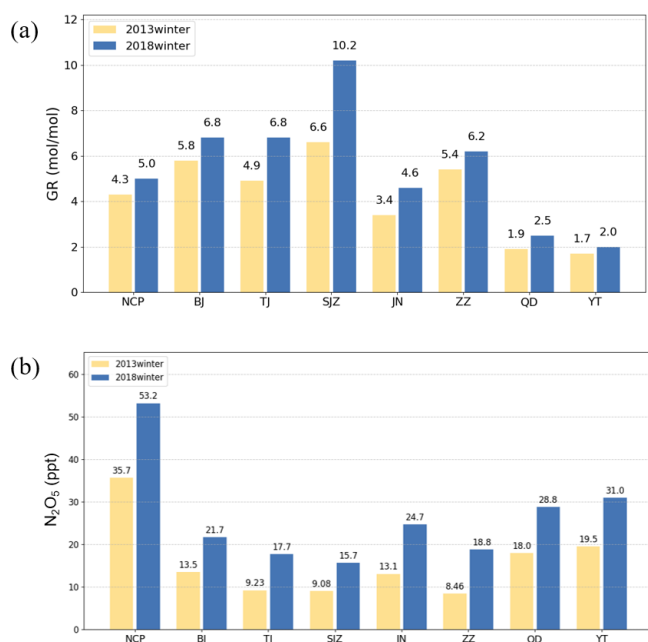 (a)
2013winter
2018winter
GR (mol/mol)
12
10
8
6
4
2
0
4.3 5.0 5.8 6.8 4.9 6.8 6.6 10.2 3.4 4.6 5.4 6.2 1.9 2.5 1.7 2.0
NCP BJ TJ SJZ JN ZZ QD YT
(b)
2013winter
2018winter
N₂O₅ (ppt)
60
50
40
30
20
10
0
35.7 53.2 13.5 21.7 9.23 17.7 9.08 15.7 13.1 24.7 8.46 18.8 18.0 28.8 19.5 31.0
NCP BJ TJ SJZ JN ZZ QD YT